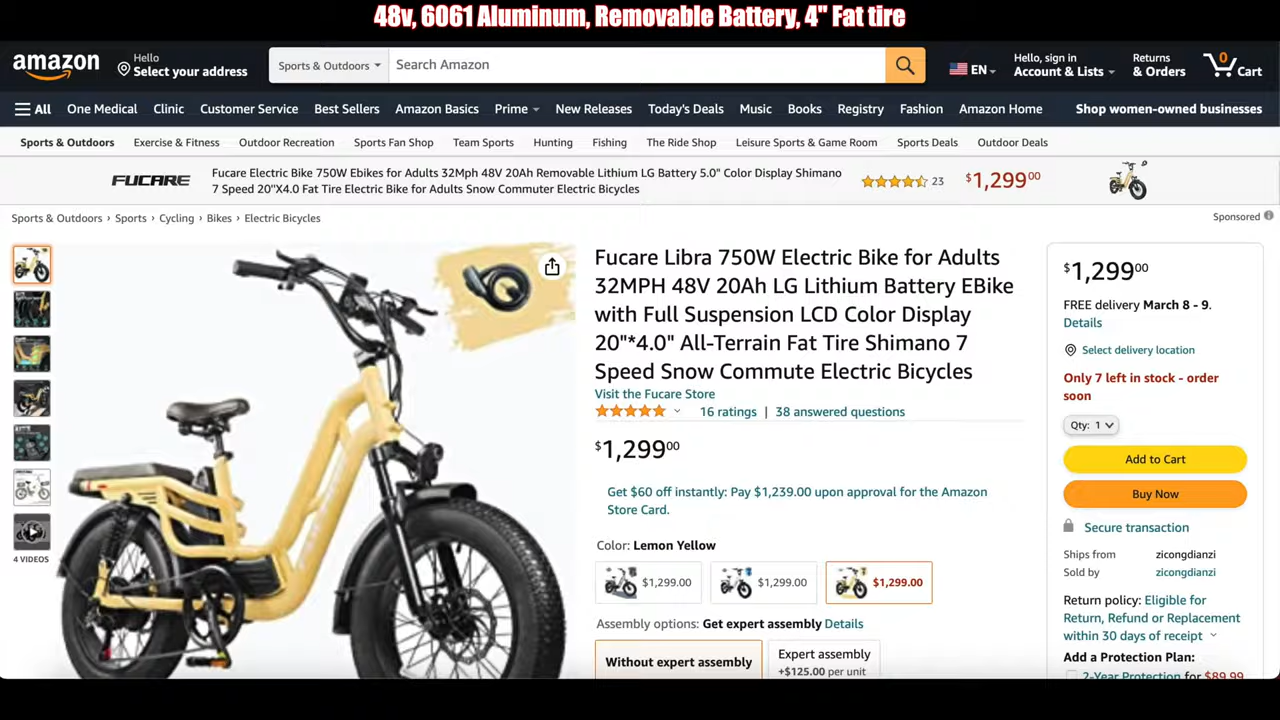 48v, 6061 Aluminum, Removable Battery, 4" Fat tire
amazon
Hello
Select your address
Sports & Outdoors
Search Amazon
EN
Hello, sign in
Account & Lists
Returns
& Orders
0
Cart
All
One Medical
Clinic
Customer Service
Best Sellers
Amazon Basics
Prime
New Releases
Today's Deals
Music
Books
Registry
Fashion
Amazon Home
Shop women-owned businesses
Sports & Outdoors
Exercise & Fitness
Outdoor Recreation
Sports Fan Shop
Team Sports
Hunting
Fishing
The Ride Shop
Leisure Sports & Game Room
Sports Deals
Outdoor Deals
FUCARE
Fucare Electric Bike 750W Ebikes for Adults 32Mph 48V 20Ah Removable Lithium LG Battery 5.0" Color Display Shimano
7 Speed 20''X4.0 Fat Tire Electric Bike for Adults Snow Commuter Electric Bicycles
23
$1,29900
Sports & Outdoors › Sports › Cycling › Bikes › Electric Bicycles
Sponsored
4 VIDEOS
Fucare Libra 750W Electric Bike for Adults
32MPH 48V 20Ah LG Lithium Battery EBike
with Full Suspension LCD Color Display
20"*4.0" All-Terrain Fat Tire Shimano 7
Speed Snow Commute Electric Bicycles
Visit the Fucare Store
16 ratings | 38 answered questions
$1,29900
Get $60 off instantly: Pay $1,239.00 upon approval for the Amazon
Store Card.
Color: Lemon Yellow
$1,299.00
$1,299.00
$1,299.00
Assembly options: Get expert assembly Details
Without expert assembly
Expert assembly
+$125.00 per unit
$1,29900
FREE delivery March 8 - 9.
Details
Select delivery location
Only 7 left in stock - order
soon
Qty: 1
Add to Cart
Buy Now
Secure transaction
Ships from zicongdianzi
Sold by zicongdianzi
Return policy: Eligible for
Return, Refund or Replacement
within 30 days of receipt
Add a Protection Plan:
2-Year Protection for $89.99